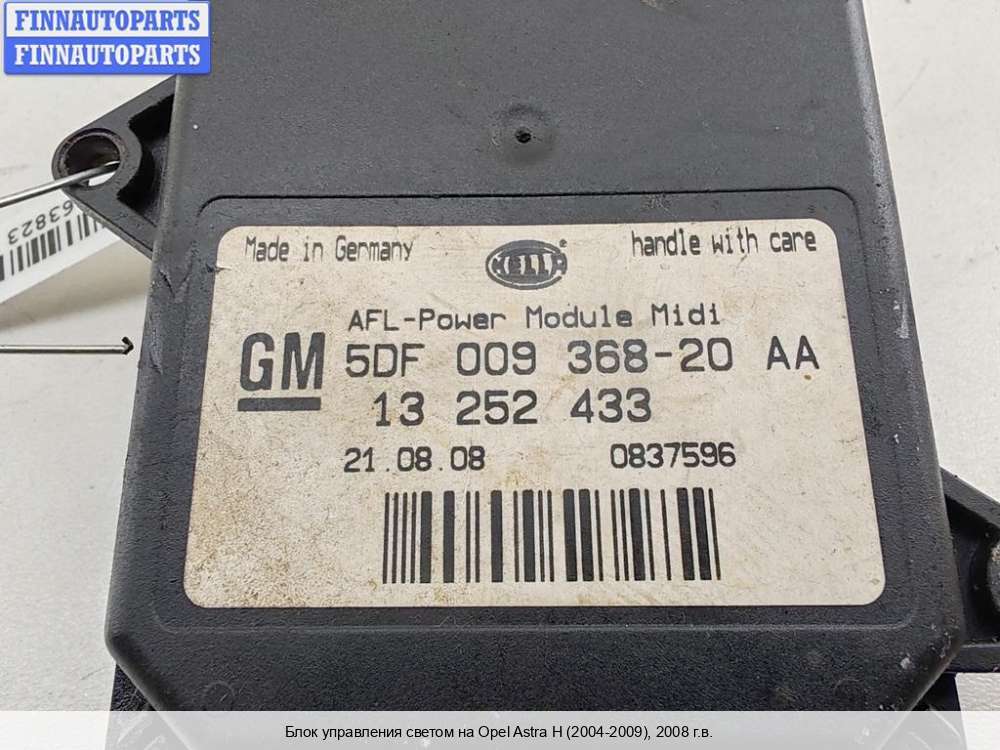 FINNAUTOPARTS
FINNAUTOPARTS
63823
Made in Germany
HELLA
®
handle with care
AFL-Power Module Midi
GM
5DF 009 368-20 AA
13 252 433
21.08.08
0837596
Блок управления светом на Opel Astra H (2004-2009), 2008 г.в.